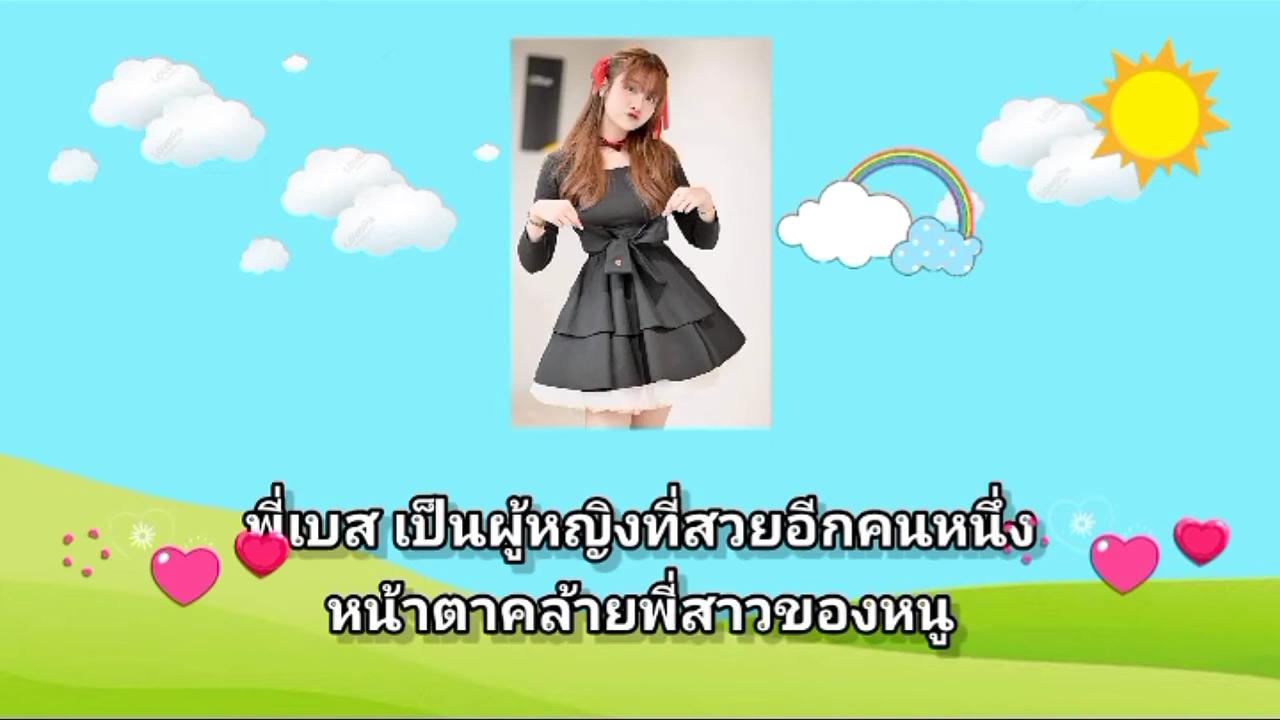 พี่เบส เป็นผู้หญิงที่สวยอีกคนหนึ่ง
หน้าตาคล้ายพี่สาวของหนู